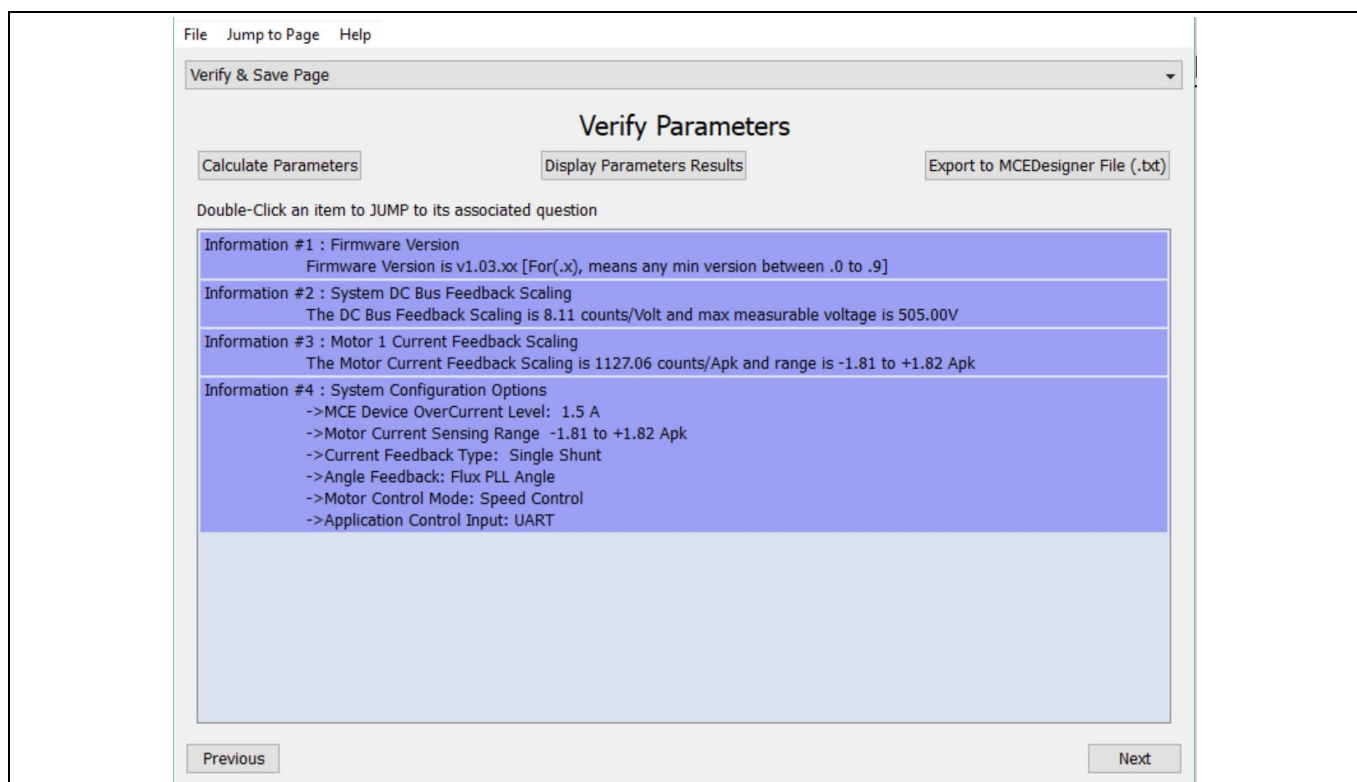 File Jump to Page Help
Verify & Save Page
Verify Parameters
Calculate Parameters Display Parameters Results Export to MCEDesigner File (.txt)
Double-Click an item to JUMP to its associated question
Information #1 : Firmware Version
Firmware Version is v1.03.xx [For(.x), means any min version between .0 to .9]
Information #2 : System DC Bus Feedback Scaling
The DC Bus Feedback Scaling is 8.11 counts/Volt and max measurable voltage is 505.00V
Information #3 : Motor 1 Current Feedback Scaling
The Motor Current Feedback Scaling is 1127.06 counts/Apk and range is -1.81 to +1.82 Apk
Information #4 : System Configuration Options
->MCE Device OverCurrent Level: 1.5 A
->Motor Current Sensing Range -1.81 to +1.82 Apk
->Current Feedback Type: Single Shunt
->Angle Feedback: Flux PLL Angle
->Motor Control Mode: Speed Control
->Application Control Input: UART
Previous Next